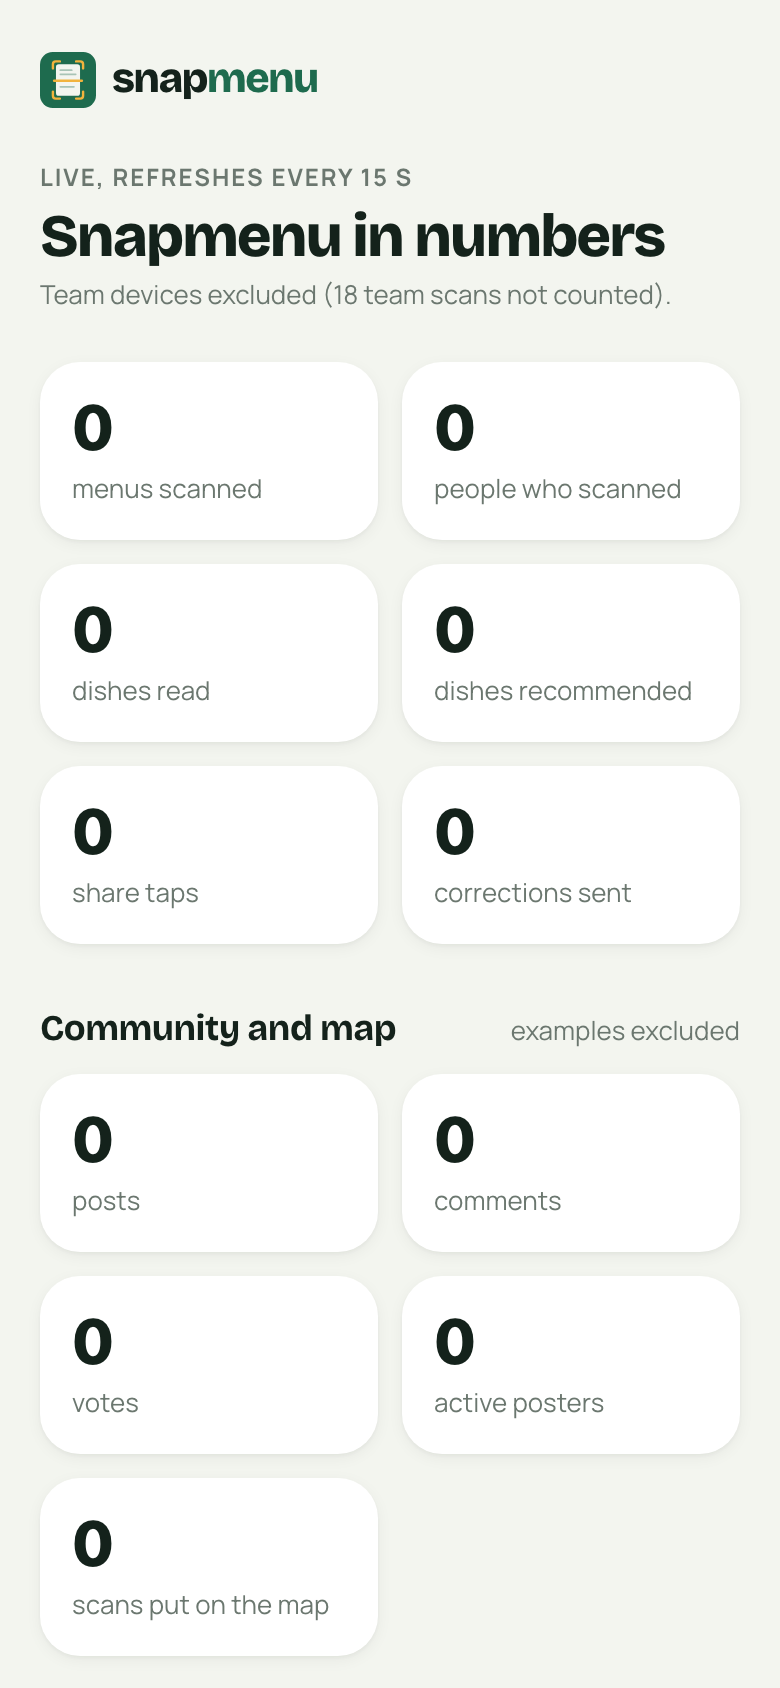 snapmenu
LIVE, REFRESHES EVERY 15 S
Snapmenu in numbers
Team devices excluded (18 team scans not counted).
0
menus scanned
0
people who scanned
0
dishes read
0
dishes recommended
0
share taps
0
corrections sent
Community and map
examples excluded
0
posts
0
comments
0
votes
0
active posters
0
scans put on the map